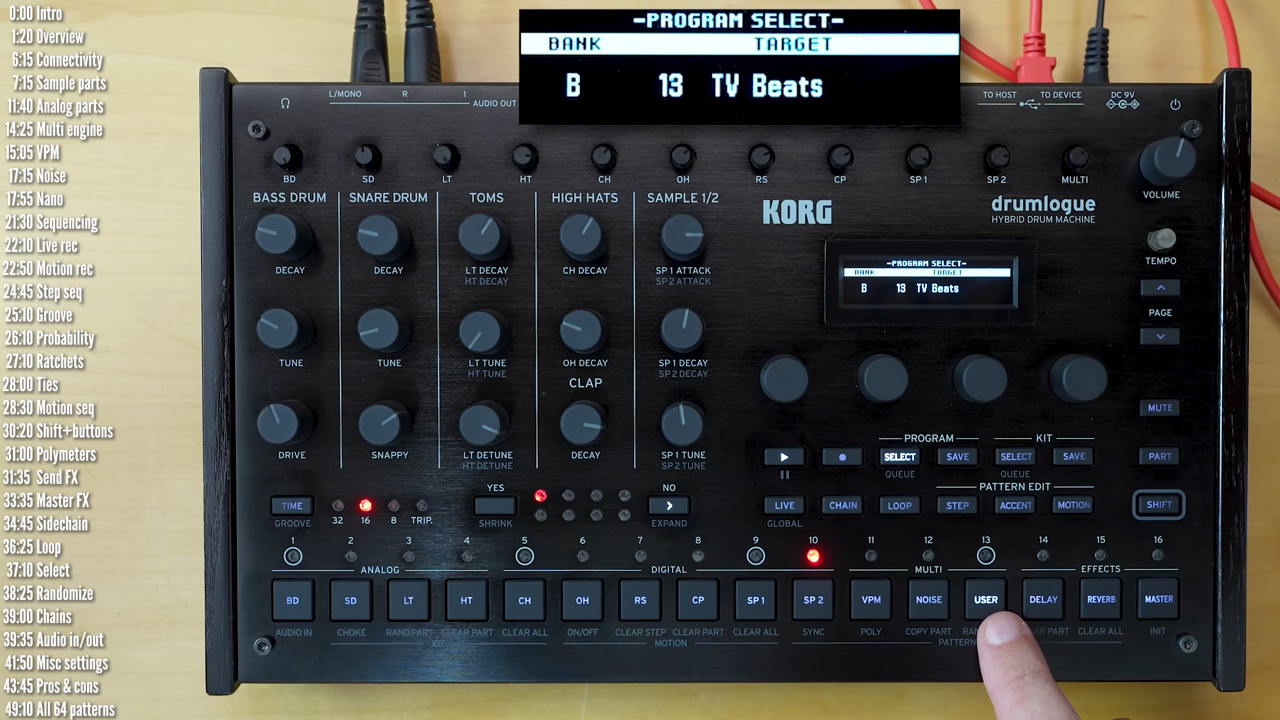 0:00 Intro
1:20 Overview
6:15 Connectivity
7:15 Sample parts
11:40 Analog parts
14:25 Multi engine
15:05 VPM
17:15 Noise
17:55 Nano
21:30 Sequencing
22:10 Live rec
22:50 Motion rec
24:45 Step seq
25:10 Groove
26:10 Probability
27:10 Ratchets
28:00 Ties
28:30 Motion seq
30:20 Shift+buttons
31:00 Polymeters
31:35 Send FX
33:35 Master FX
34:45 Sidechain
36:25 Loop
37:10 Select
38:25 Randomize
39:00 Chains
39:35 Audio in/out
41:50 Misc settings
43:45 Pros & cons
49:10 All 64 patterns
-PROGRAM SELECT-
BANK TARGET
B 13 TV Beats
L/MONO R 1 AUDIO OUT
TO HOST TO DEVICE DC 9V
BD SD LT HT CH OH RS CP SP 1 SP 2 MULTI
VOLUME
BASS DRUM SNARE DRUM TOMS HIGH HATS SAMPLE 1/2
KORG
drumlogue
HYBRID DRUM MACHINE
DECAY DECAY LT DECAY CH DECAY SP 1 ATTACK
HT DECAY SP 2 ATTACK
TEMPO
-PROGRAM SELECT-
BANK TARGET
B 13 TV Beats
PAGE
TUNE TUNE LT TUNE OH DECAY SP 1 DECAY
HT TUNE SP 2 DECAY
CLAP
MUTE
DRIVE SNAPPY LT DETUNE DECAY SP 1 TUNE
HT DETUNE SP 2 TUNE
PROGRAM KIT
SELECT SAVE SELECT SAVE PART
QUEUE QUEUE
PATTERN EDIT
YES NO
TIME LIVE CHAIN LOOP STEP ACCENT MOTION SHIFT
GROOVE 32 16 8 TRIP. SHRINK EXPAND GLOBAL
1 2 3 4 5 6 7 8 9 10 11 12 13 14 15 16
ANALOG DIGITAL MULTI EFFECTS
BD SD LT HT CH OH RS CP SP 1 SP 2 VPM NOISE USER DELAY REVERB MASTER
AUDIO IN CHOKE RAND.PART CLEAR PART CLEAR ALL ON/OFF CLEAR STEP CLEAR PART CLEAR ALL SYNC POLY COPY PART CLEAR ALL INIT
KIT MOTION